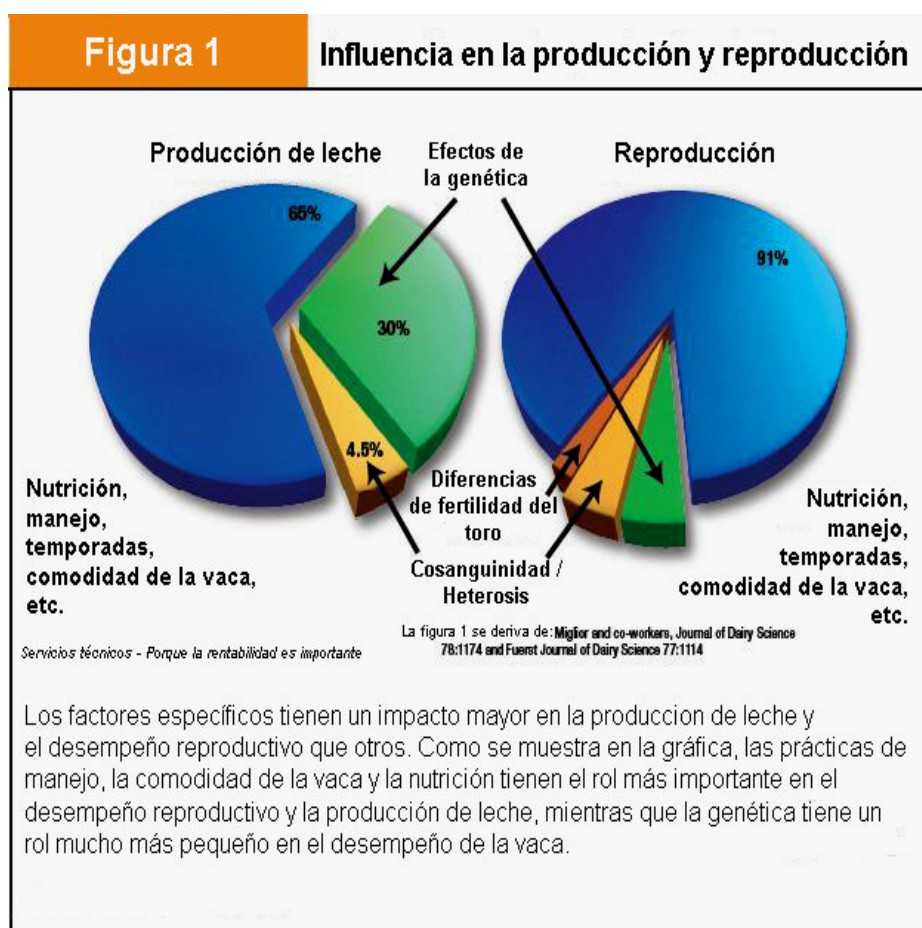 Figura 1
Influencia en la producción y reproducción
Producción de leche
Efectos de
la genética
Reproducción
65%
91%
30%
4.5%
Nutrición,
manejo,
temporadas,
comodidad de la vaca,
etc.
Diferencias
de fertilidad del
toro
Cosanguinidad /
Heterosis
Nutrición,
manejo,
temporadas,
comodidad de la vaca,
etc.
Servicios técnicos - Porque la rentabilidad es importante
La figura 1 se deriva de: Miglior and co-workers, Journal of Dairy Science
78:1174 and Fuerst Journal of Dairy Science 77:1114
Los factores específicos tienen un impacto mayor en la produccion de leche y
el desempeño reproductivo que otros. Como se muestra en la gráfica, las prácticas de
manejo, la comodidad de la vaca y la nutrición tienen el rol más importante en el
desempeño reproductivo y la producción de leche, mientras que la genética tiene un
rol mucho más pequeño en el desempeño de la vaca.